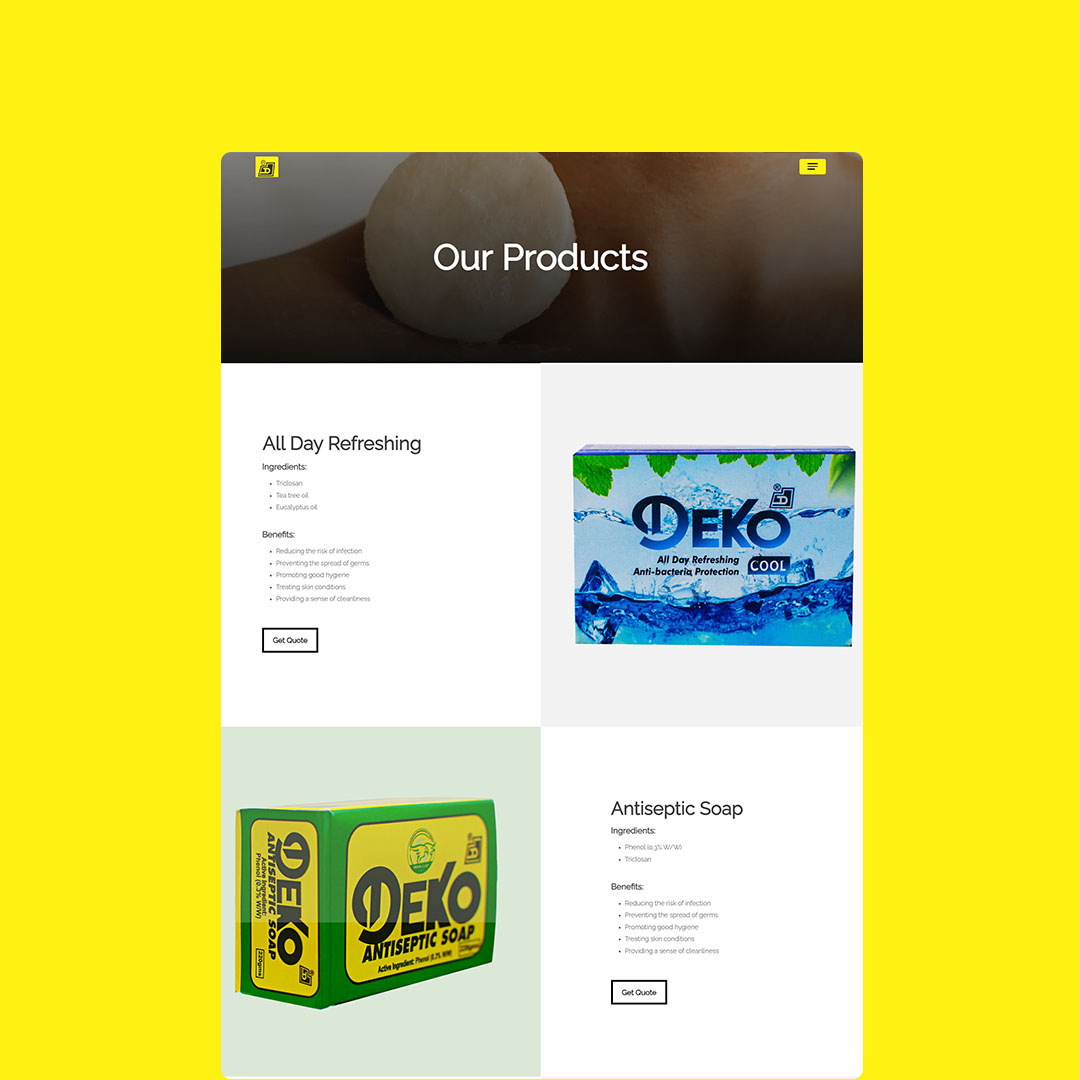 Our Products
All Day Refreshing
Ingredients:
Triclosan
Tea tree oil
Eucalyptus oil
Benefits:
Reducing the risk of infection
Preventing the spread of germs
Promoting good hygiene
Treating skin conditions
Providing a sense of cleanliness
Get Quote
DEKO
All Day Refreshing
Anti-bacteria Protection
COOL
DEKO
ANTISEPTIC SOAP
Active Ingredient:
Phenol (0.3% W/W)
220gms
DEKO
ANTISEPTIC SOAP
Active Ingredient: Phenol (0.3% W/W)
Antiseptic Soap
Ingredients:
Phenol (0.3% W/W)
Triclosan
Benefits:
Reducing the risk of infection
Preventing the spread of germs
Promoting good hygiene
Treating skin conditions
Providing a sense of cleanliness
Get Quote